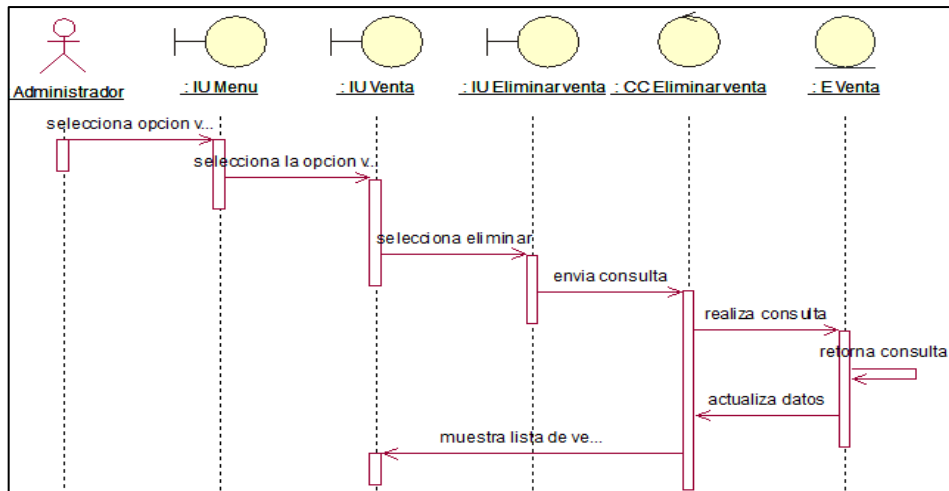 Administrador
: IU Menu
: IU Venta
: IU Eliminar venta
: CC Eliminar venta
: E Venta
selecciona opcion v...
selecciona la opcion v...
selecciona eliminar
envia consulta
realiza consulta
retorna consulta
actualiza datos
muestra lista de ve...